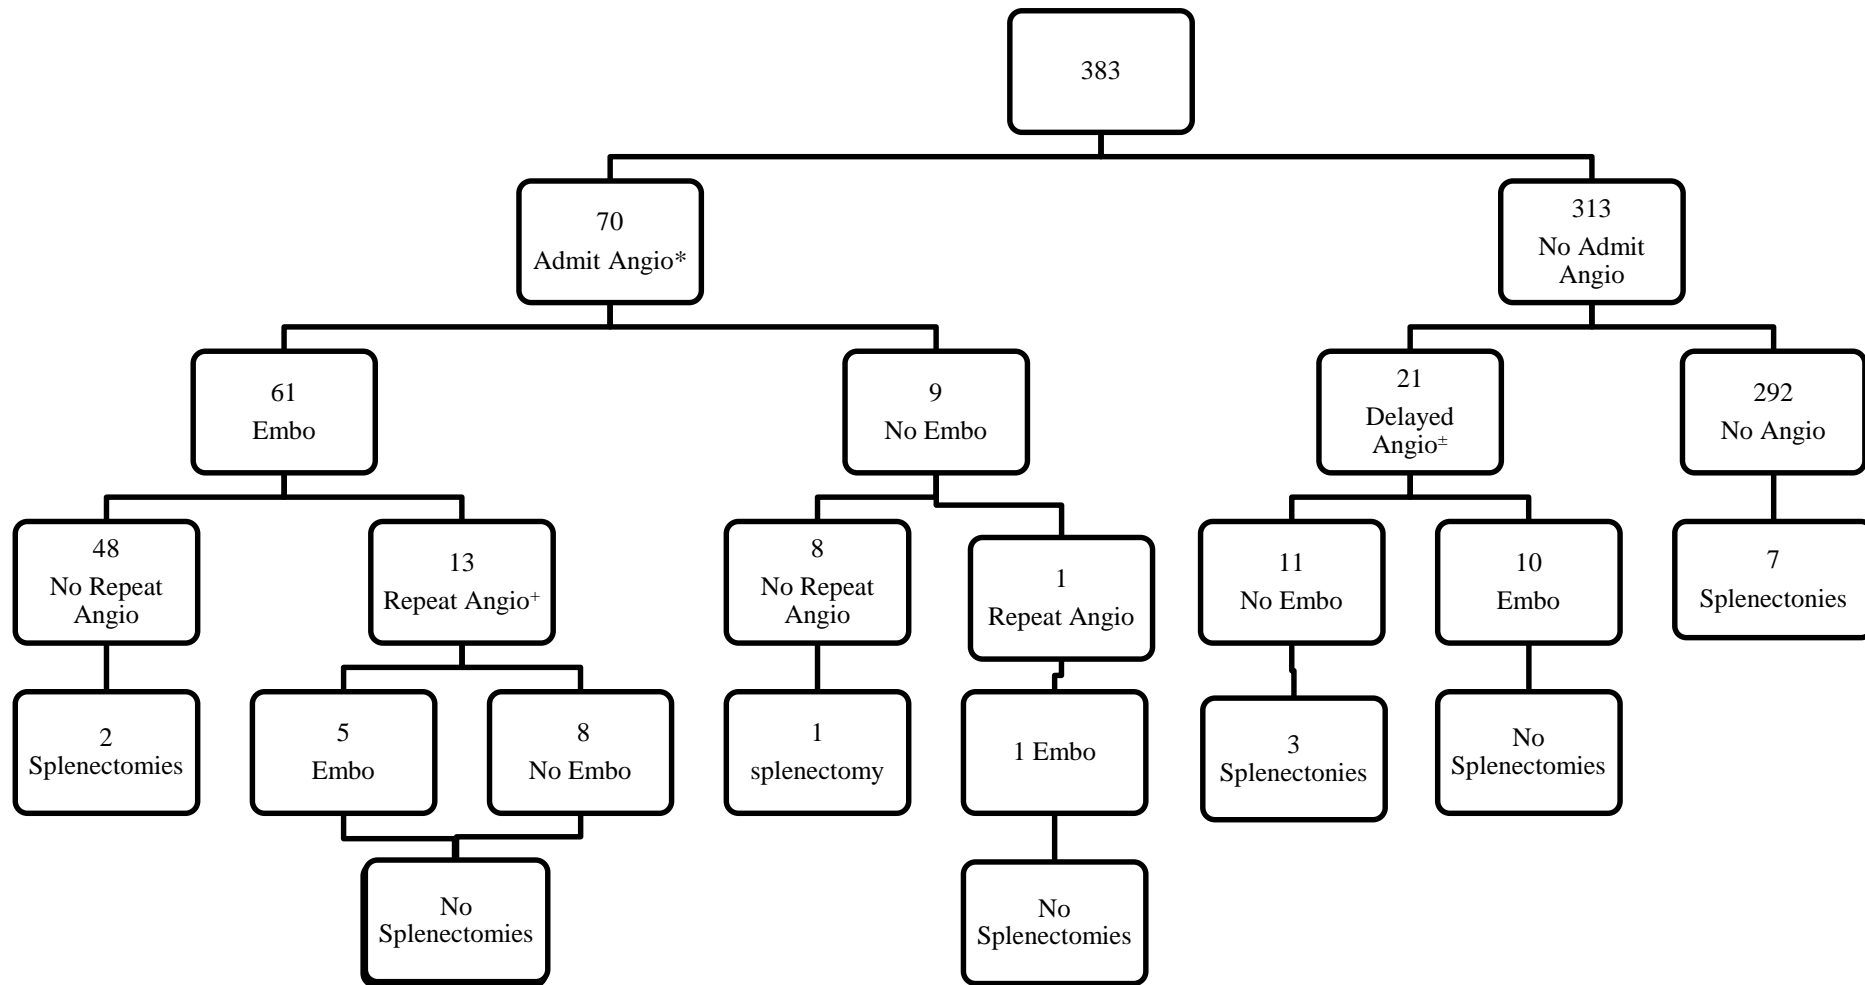 383
70
Admit Angio*
313
No Admit
Angio
61
Embo
9
No Embo
21
Delayed
Angio±
292
No Angio
48
No Repeat
Angio
13
Repeat Angio+
8
No Repeat
Angio
1
Repeat Angio
11
No Embo
10
Embo
7
Splenectonies
2
Splenectomies
5
Embo
8
No Embo
1
splenectomy
1 Embo
3
Splenectonies
No
Splenectomies
No
Splenectomies
No
Splenectomies